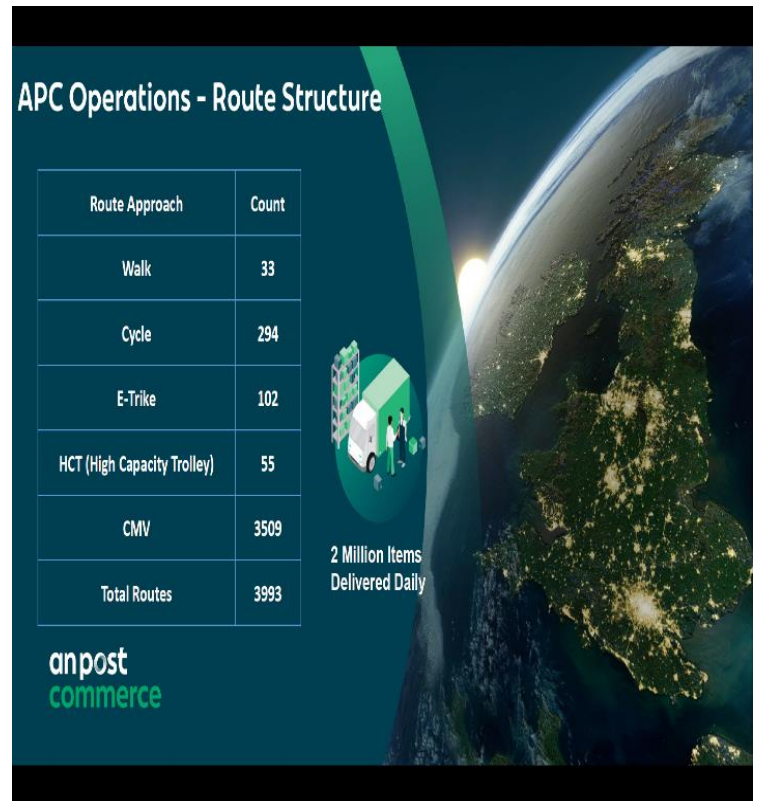 APC Operations - Route Structure
Route Approach Count
Walk 33
Cycle 294
E-Trike 102
HCT (High Capacity Trolley) 55
CMV 3509
Total Routes 3993
2 Million Items
Delivered Daily
anpost
commerce